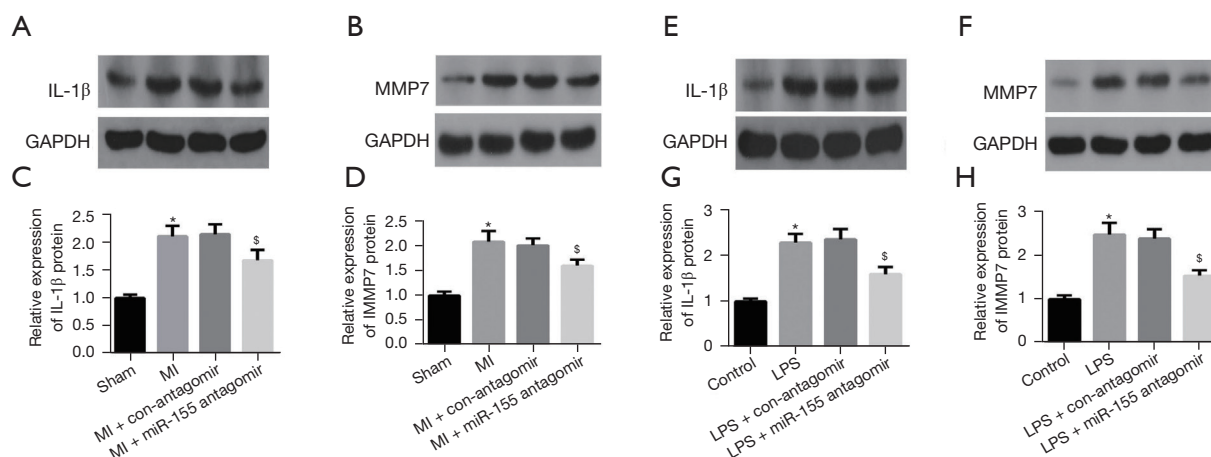 A
IL-1β
GAPDH
B
MMP7
GAPDH
E
IL-1β
GAPDH
F
MMP7
GAPDH
C
Relative expression
of IL-1β protein
2.5
2.0
1.5
1.0
0.5
0.0
*
$
Sham
MI
MI + con-antagomir
MI + miR-155 antagomir
D
Relative expression
of IMMP7 protein
2.5
2.0
1.5
1.0
0.5
0.0
*
$
Sham
MI
MI + con-antagomir
MI + miR-155 antagomir
G
Relative expression
of IL-1β protein
3
2
1
0
*
$
Control
LPS
LPS + con-antagomir
LPS + miR-155 antagomir
H
Relative expression
of IMMP7 protein
3
2
1
0
*
$
Control
LPS
LPS + con-antagomir
LPS + miR-155 antagomir